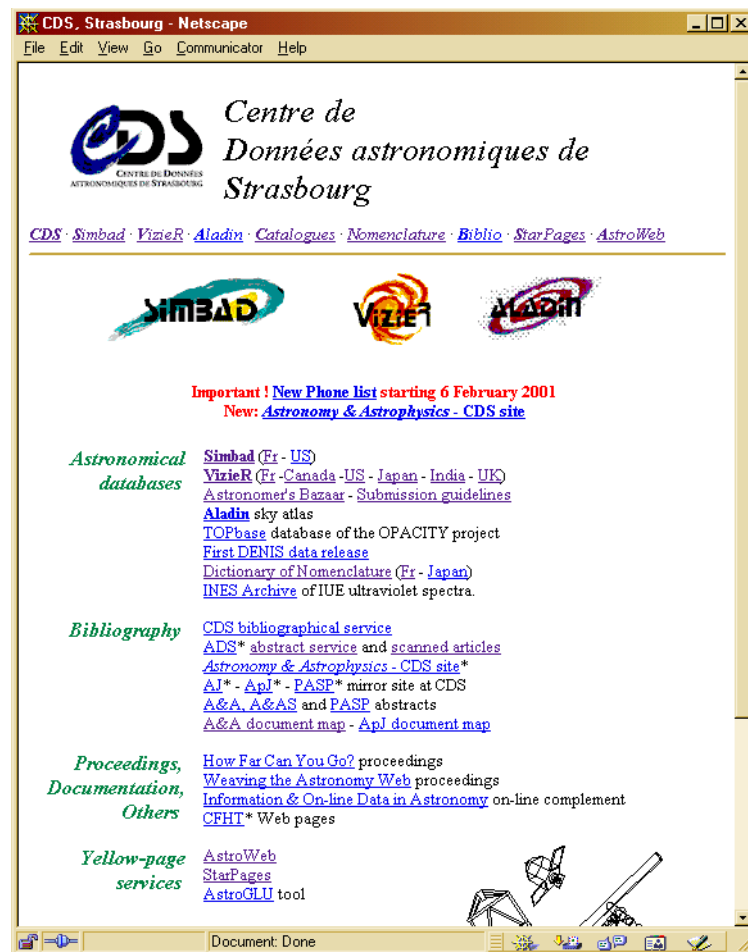 CDS, Strasbourg - Netscape
File Edit View Go Communicator Help
CDS
CENTRE DE DONNÉES
ASTRONOMIQUES DE STRASBOURG
Centre de
Données astronomiques de
Strasbourg
CDS · Simbad · VizieR · Aladin · Catalogues · Nomenclature · Biblio · StarPages · AstroWeb
SIMBAD VizieR ALADIN
Important ! New Phone list starting 6 February 2001
New: Astronomy & Astrophysics - CDS site
Astronomical
databases
Simbad (Fr - US)
VizieR (Fr -Canada -US - Japan - India - UK)
Astronomer's Bazaar - Submission guidelines
Aladin sky atlas
TOPbase database of the OPACITY project
First DENIS data release
Dictionary of Nomenclature (Fr - Japan)
INES Archive of IUE ultraviolet spectra.
Bibliography
CDS bibliographical service
ADS* abstract service and scanned articles
Astronomy & Astrophysics - CDS site*
AJ* - ApJ* - PASP* mirror site at CDS
A&A, A&AS and PASP abstracts
A&A document map - ApJ document map
Proceedings,
Documentation,
Others
How Far Can You Go? proceedings
Weaving the Astronomy Web proceedings
Information & On-line Data in Astronomy on-line complement
CFHT* Web pages
Yellow-page
services
AstroWeb
StarPages
AstroGLU tool
Document: Done